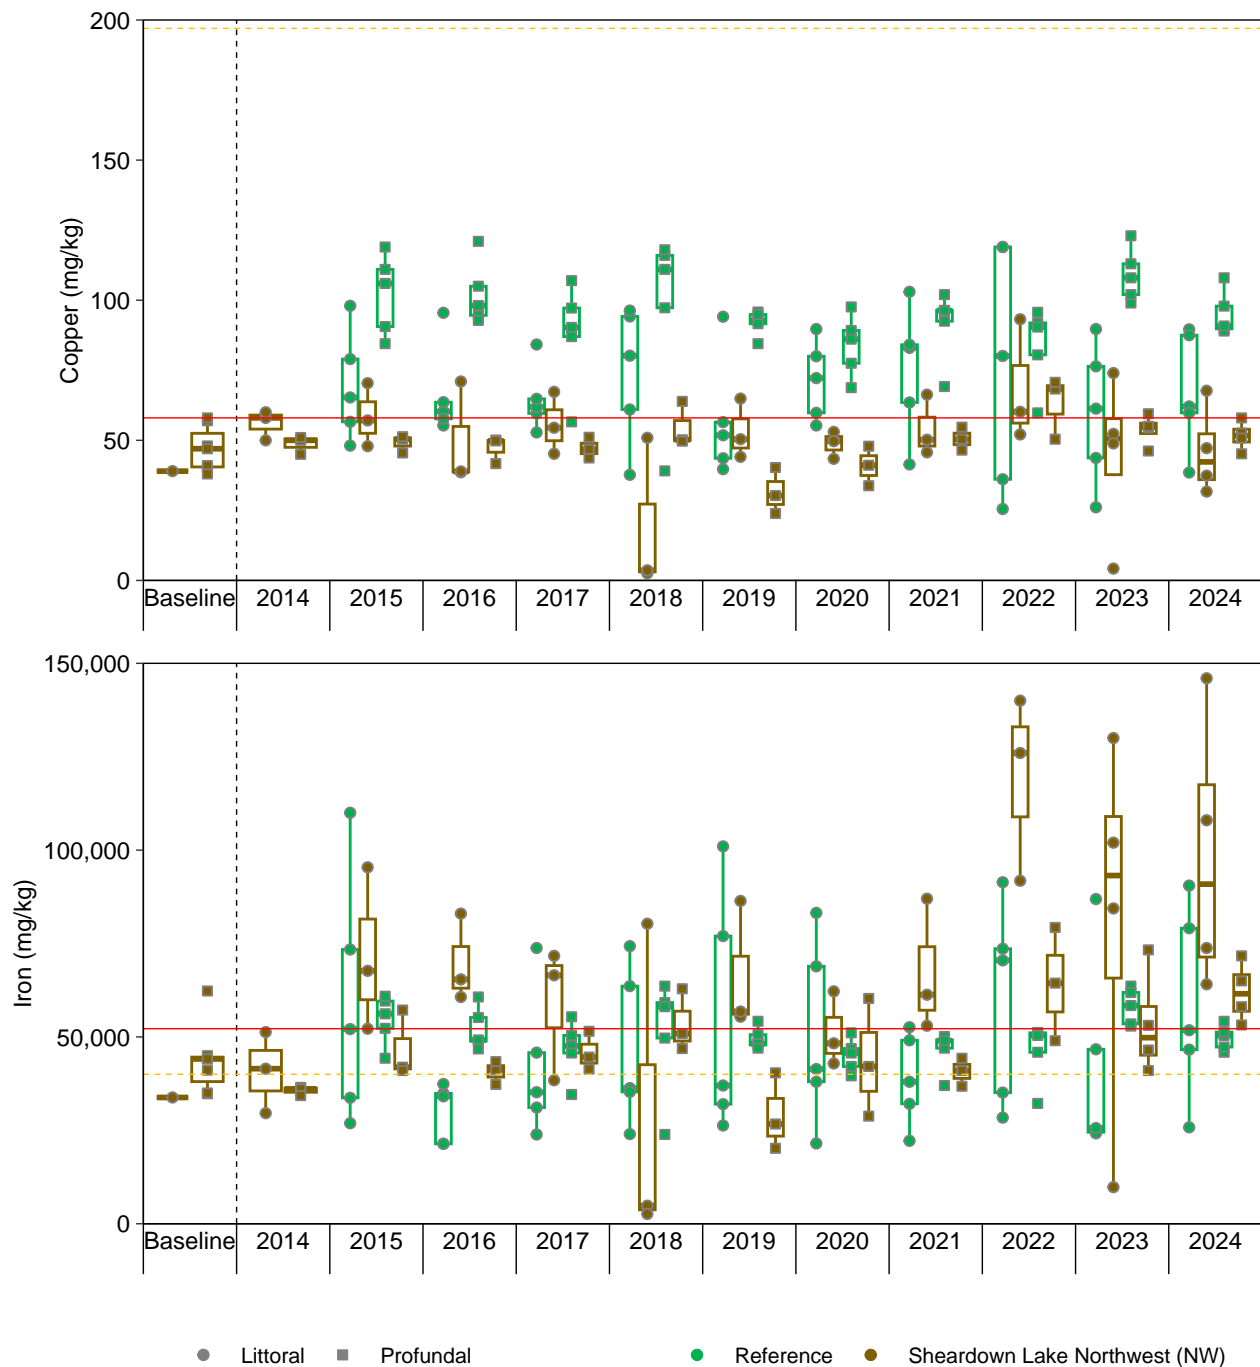 Copper (mg/kg)
200
150
100
50
0
Baseline 2014 2015 2016 2017 2018 2019 2020 2021 2022 2023 2024
Iron (mg/kg)
150,000
100,000
50,000
0
Baseline 2014 2015 2016 2017 2018 2019 2020 2021 2022 2023 2024
Littoral Profundal Reference Sheardown Lake Northwest (NW)